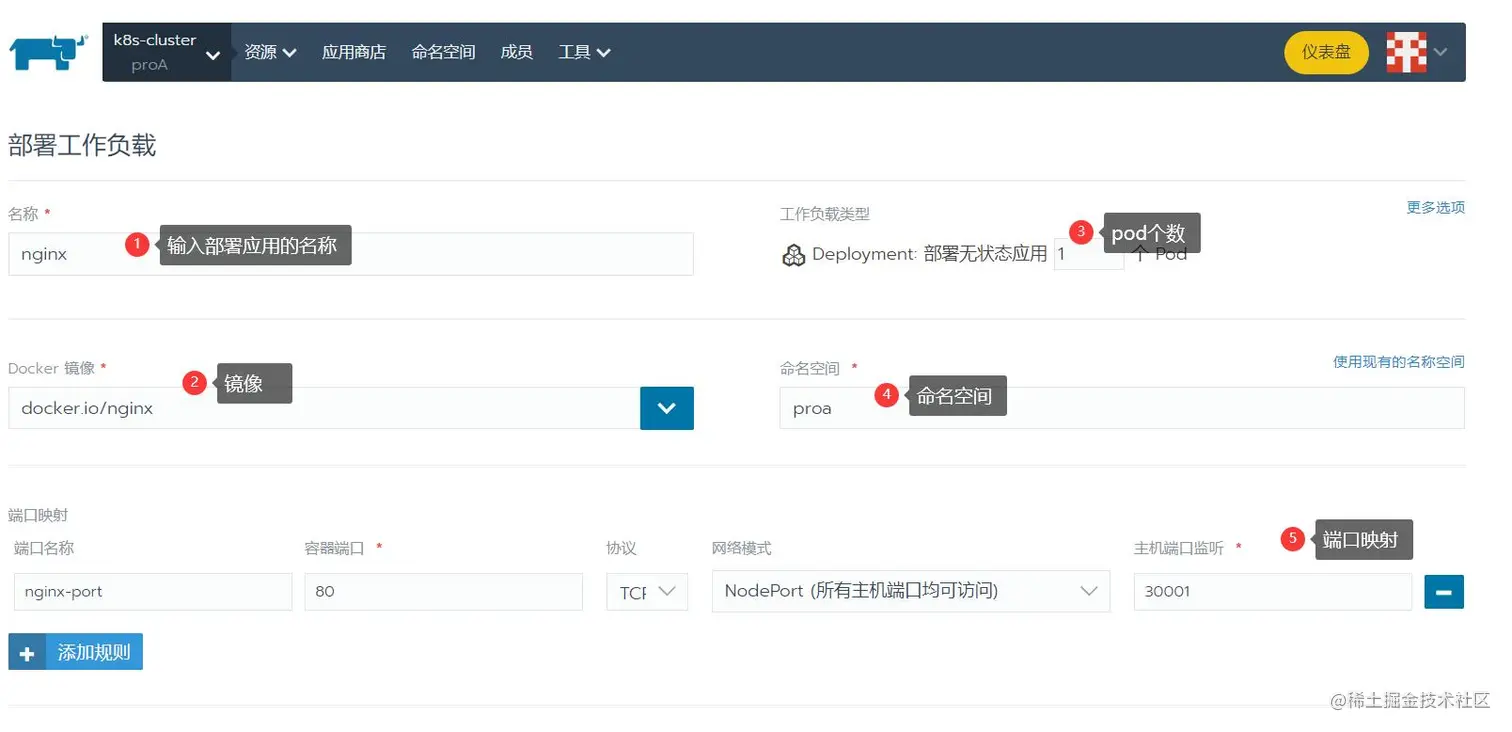 k8s-cluster
proA
资源
应用商店
命名空间
成员
工具
仪表盘
部署工作负载
名称 *
nginx
1 输入部署应用的名称
工作负载类型
更多选项
Deployment: 部署无状态应用 1 个 Pod
3 pod个数
Docker 镜像 *
docker.io/nginx
2 镜像
命名空间 *
使用现有的名称空间
proa
4 命名空间
端口映射
端口名称 容器端口 * 协议 网络模式 主机端口监听 *
5 端口映射
nginx-port 80 TCP NodePort (所有主机端口均可访问) 30001
添加规则
@稀土掘金技术社区